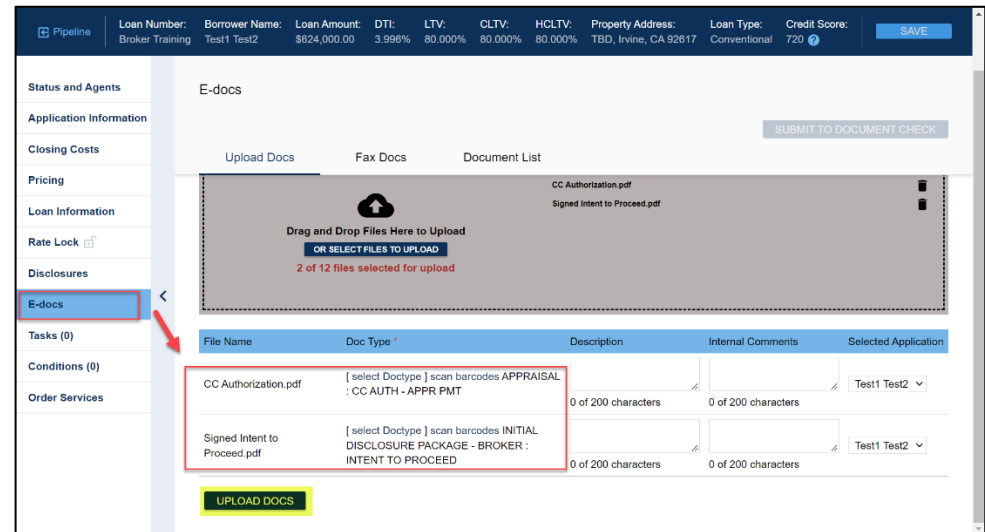 Pipeline
Loan Number: Borrower Name: Loan Amount: DTI: LTV: CLTV: HCLTV: Property Address: Loan Type: Credit Score:
Broker Training Test1 Test2 $624,000.00 3.996% 80.000% 80.000% 80.000% TBD, Irvine, CA 92617 Conventional 720 ?
SAVE
Status and Agents
Application Information
Closing Costs
Pricing
Loan Information
Rate Lock
Disclosures
E-docs
Tasks (0)
Conditions (0)
Order Services
E-docs
SUBMIT TO DOCUMENT CHECK
Upload Docs Fax Docs Document List
Drag and Drop Files Here to Upload
OR SELECT FILES TO UPLOAD
2 of 12 files selected for upload
CC Authorization.pdf
Signed Intent to Proceed.pdf
File Name Doc Type * Description Internal Comments Selected Application
CC Authorization.pdf
[ select Doctype ] scan barcodes APPRAISAL
: CC AUTH - APPR PMT
0 of 200 characters 0 of 200 characters
Test1 Test2
Signed Intent to
Proceed.pdf
[ select Doctype ] scan barcodes INITIAL
DISCLOSURE PACKAGE - BROKER :
INTENT TO PROCEED
0 of 200 characters 0 of 200 characters
Test1 Test2
UPLOAD DOCS